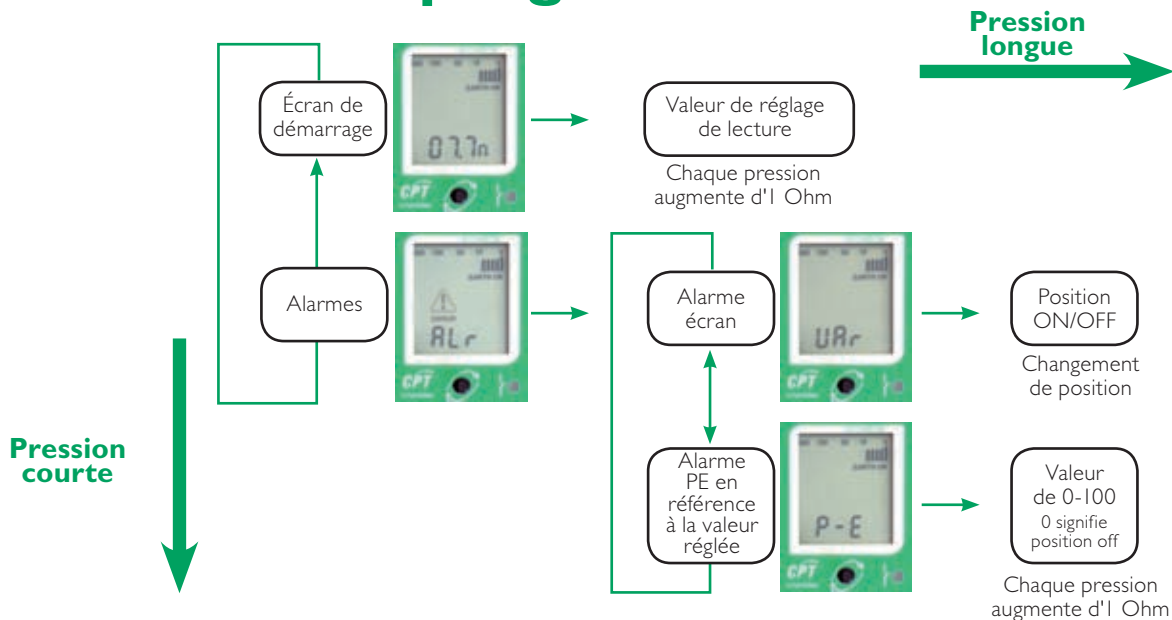 Pression
longue
Écran de
démarrage
07.7n
CPT
Valeur de réglage
de lecture
Chaque pression
augmente d'1 Ohm
Alarmes
ALr
CPT
Alarme
écran
UAr
CPT
Position
ON/OFF
Changement
de position
Pression
courte
Alarme
PE en
référence
à la valeur
réglée
P-E
CPT
Valeur
de 0-100
0 signifie
position off
Chaque pression
augmente d'1 Ohm